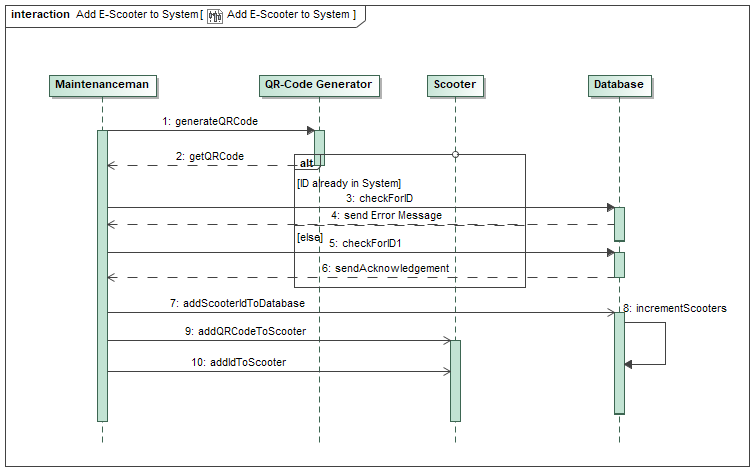 interaction Add E-Scooter to System [ Add E-Scooter to System ]
Maintenanceman
QR-Code Generator
Scooter
Database
1: generateQRCode
2: getQRCode
alt
[ID already in System]
3: checkForID
4: send Error Message
[else]
5: checkForID1
6: sendAcknowledgement
7: addScooterIdToDatabase
8: incrementScooters
9: addQRCodeToScooter
10: addIdToScooter